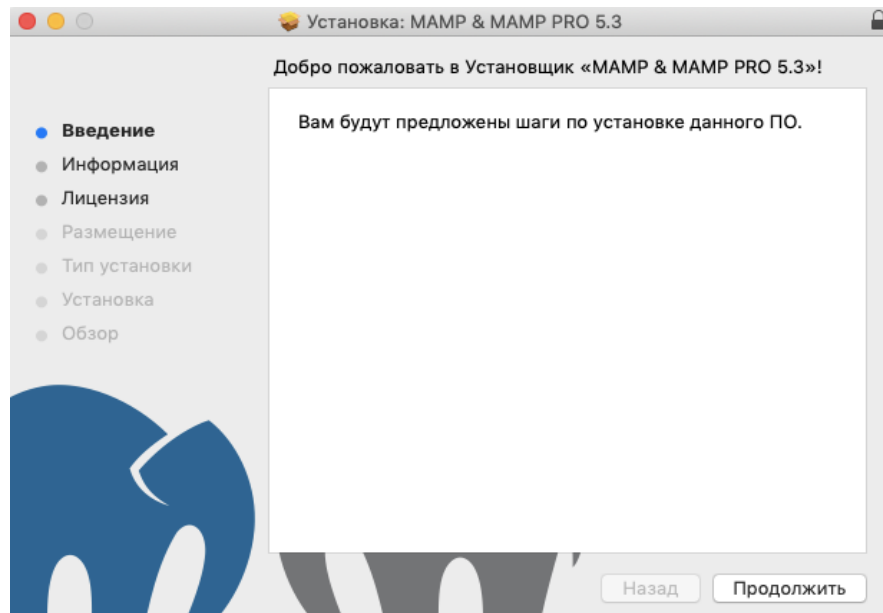 Установка: MAMP & MAMP PRO 5.3
Добро пожаловать в Установщик «MAMP & MAMP PRO 5.3»!
Введение
Информация
Лицензия
Размещение
Тип установки
Установка
Обзор
Вам будут предложены шаги по установке данного ПО.
Назад
Продолжить